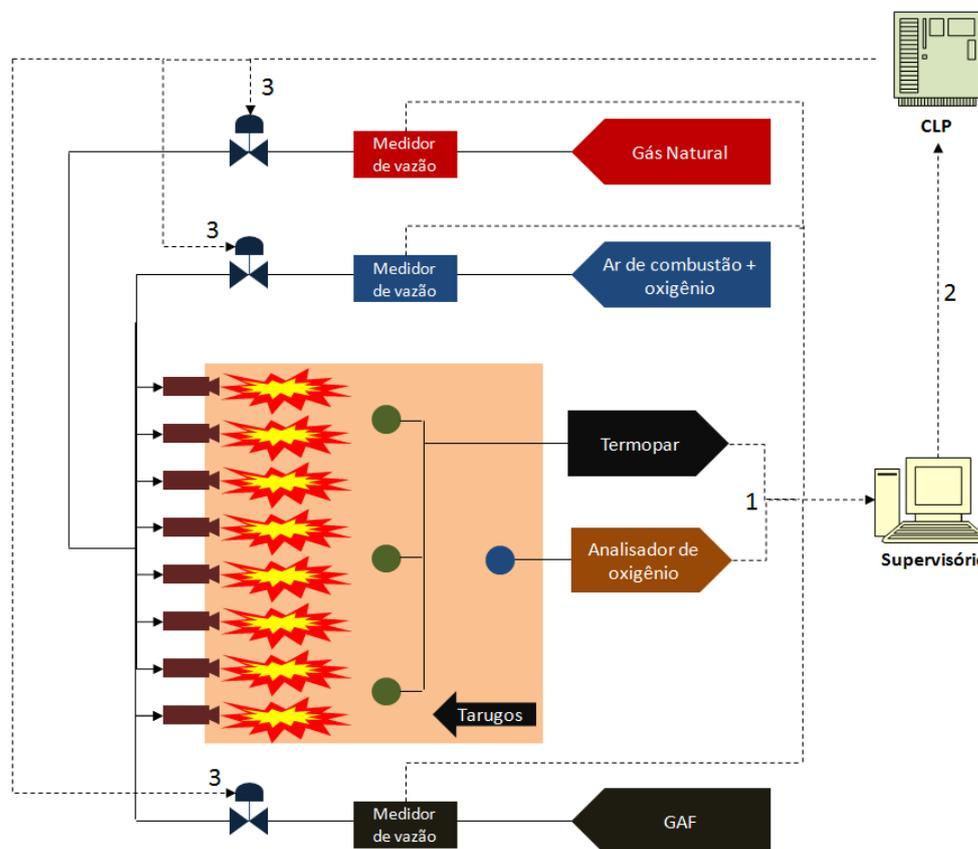 CLP
3
Medidor
de vazão
Gás Natural
3
Medidor
de vazão
Ar de combustão +
oxigênio
2
Termopar
1
Analisador de
oxigênio
Supervisóri
Tarugos
3
Medidor
de vazão
GAF